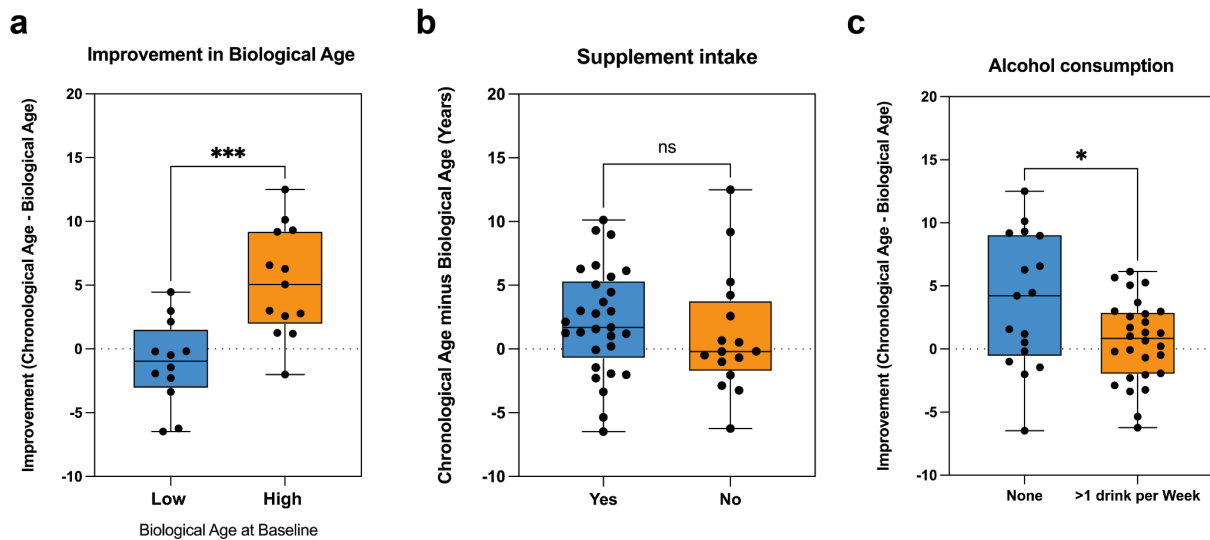 a
Improvement in Biological Age
Improvement (Chronological Age - Biological Age)
20
15
10
5
0
-5
-10
***
Low
High
Biological Age at Baseline
b
Supplement intake
Chronological Age minus Biological Age (Years)
20
15
10
5
0
-5
-10
ns
Yes
No
c
Alcohol consumption
Improvement (Chronological Age - Biological Age)
20
15
10
5
0
-5
-10
*
None
>1 drink per Week